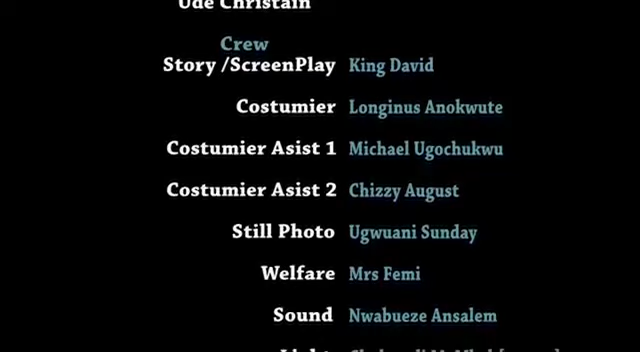 Ude Christain
Crew
Story /ScreenPlay King David
Costumier Longinus Anokwute
Costumier Asist 1 Michael Ugochukwu
Costumier Asist 2 Chizzy August
Still Photo Ugwuani Sunday
Welfare Mrs Femi
Sound Nwabueze Ansalem